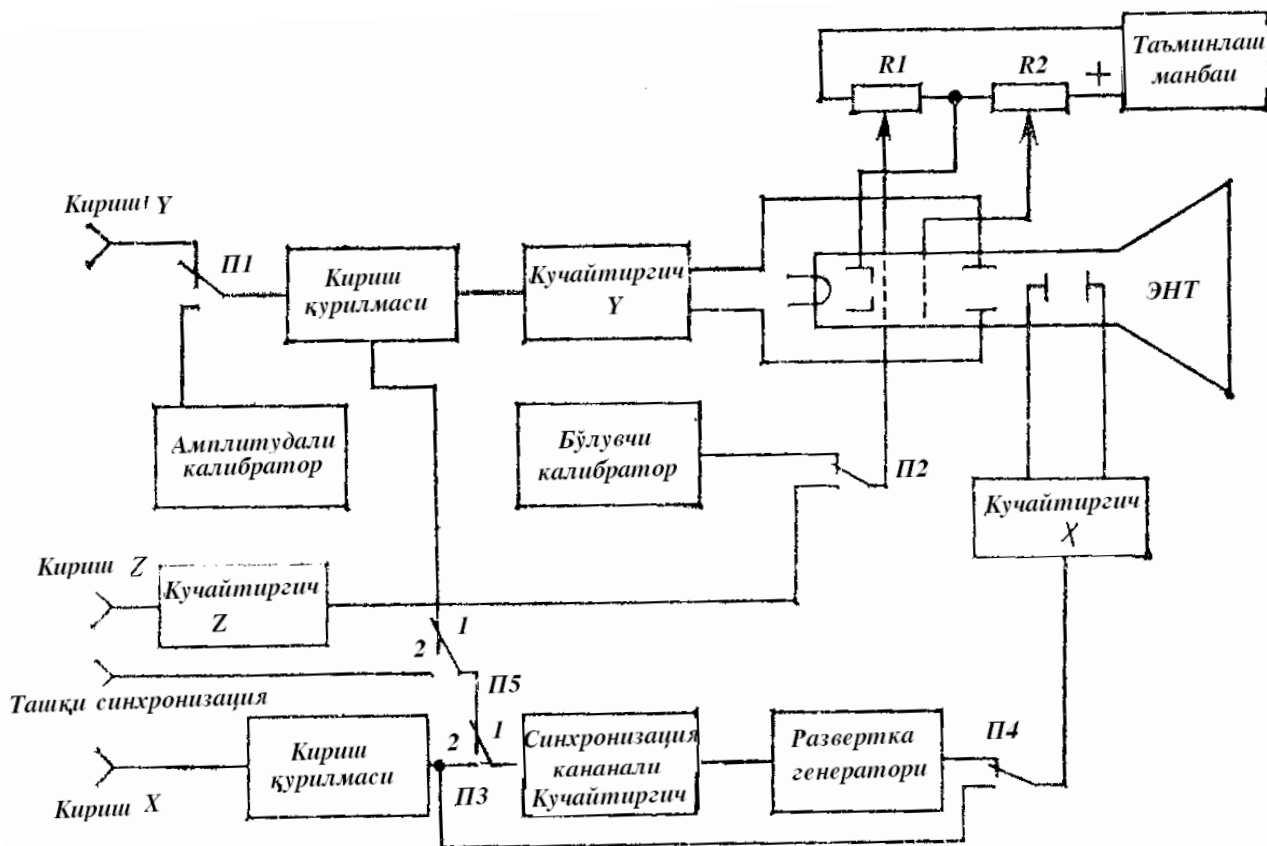 Таъминлаш
манбаи
R1
R2
+
Кириш Y
П1
Кириш
қурилмаси
Кучайтиргич
Y
ЭНТ
Амплитудали
калибратор
Бўлувчи
калибратор
П2
Кучайтиргич
X
Кириш Z
Кучайтиргич
Z
1
2
П5
Ташқи синхронизация
Кириш
қурилмаси
2
1
П3
Синхронизация
кананали
Кучайтиргич
Развертка
генератори
П4
Кириш X